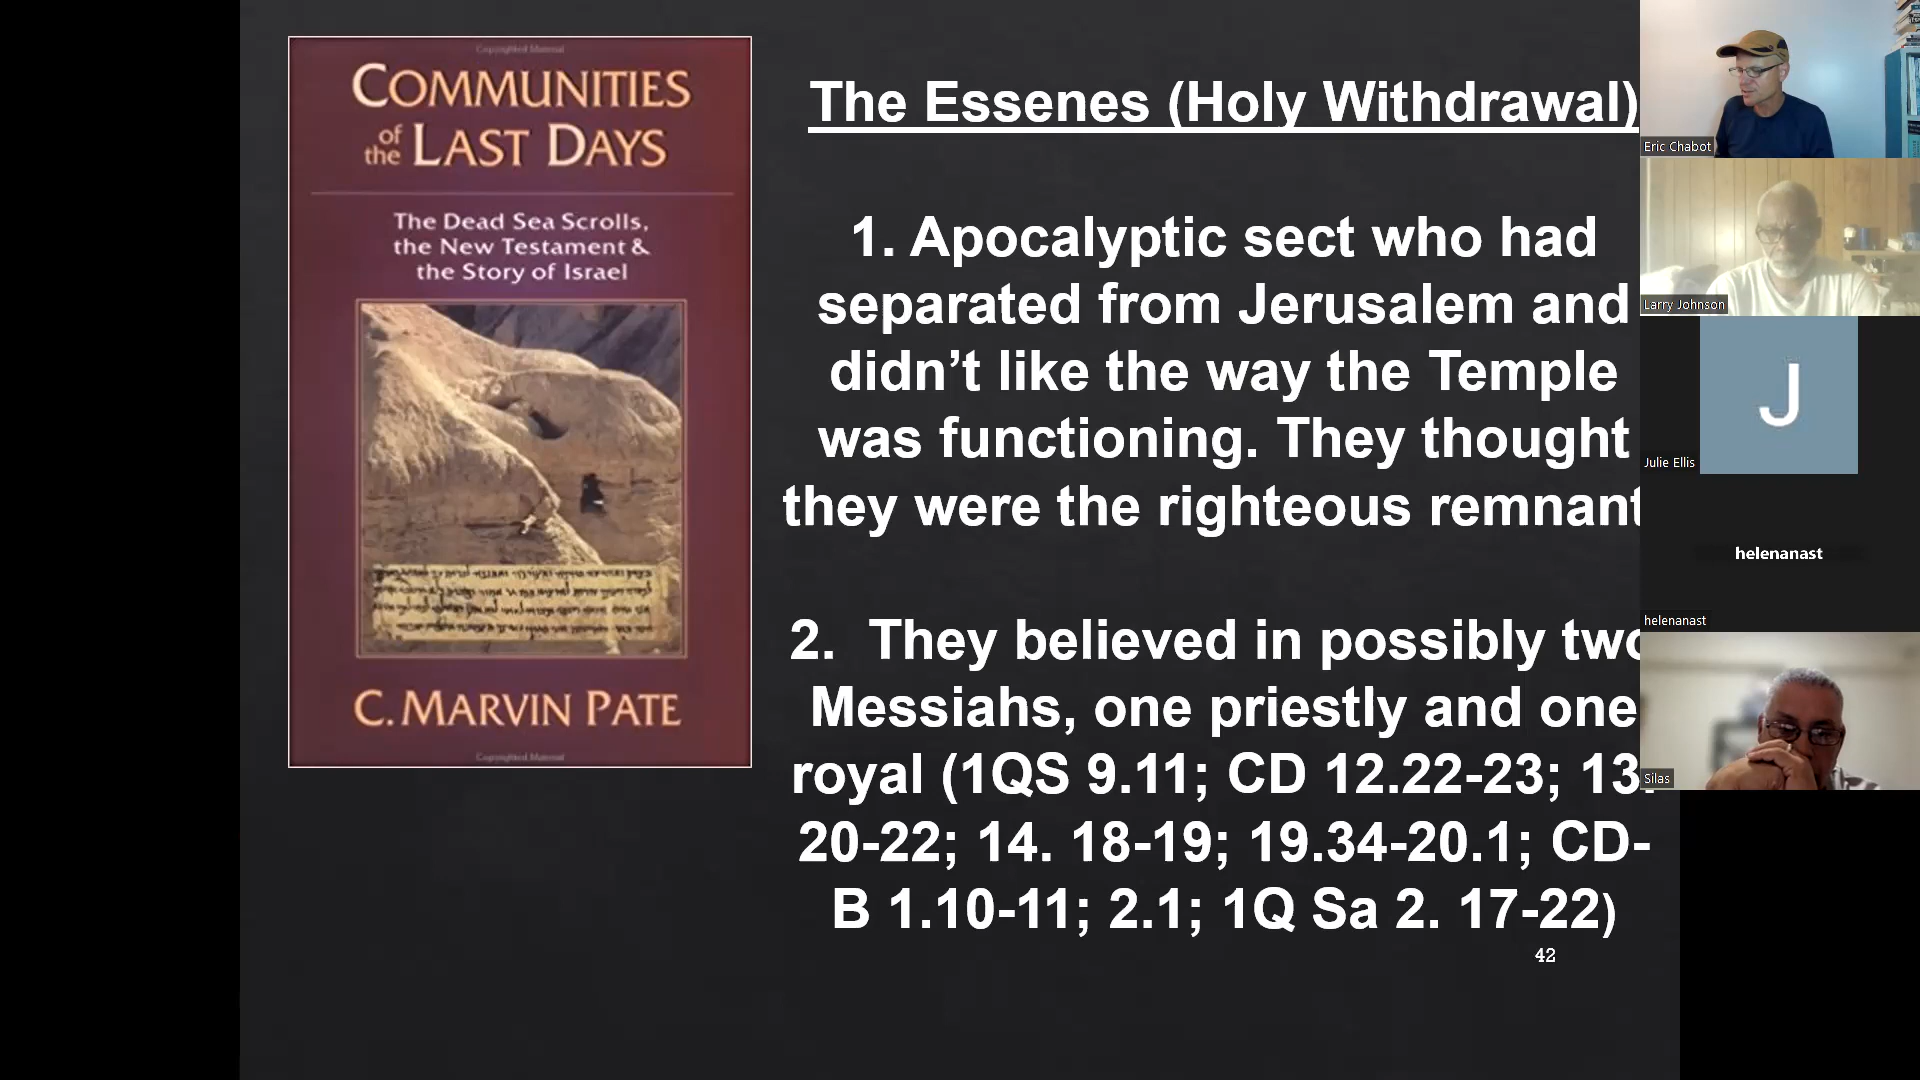 Copyrighted Material
COMMUNITIES
of the LAST DAYS
The Dead Sea Scrolls,
the New Testament &
the Story of Israel
C. MARVIN PATE
Copyrighted Material
The Essenes (Holy Withdrawal)
1. Apocalyptic sect who had
separated from Jerusalem and
didn’t like the way the Temple
was functioning. They thought
they were the righteous remnant
2. They believed in possibly two
Messiahs, one priestly and one
royal (1QS 9.11; CD 12.22-23; 13.
20-22; 14. 18-19; 19.34-20.1; CD-
B 1.10-11; 2.1; 1Q Sa 2. 17-22)
42
Eric Chabot
Larry Johnson
J
Julie Ellis
helenanast
helenanast
Silas